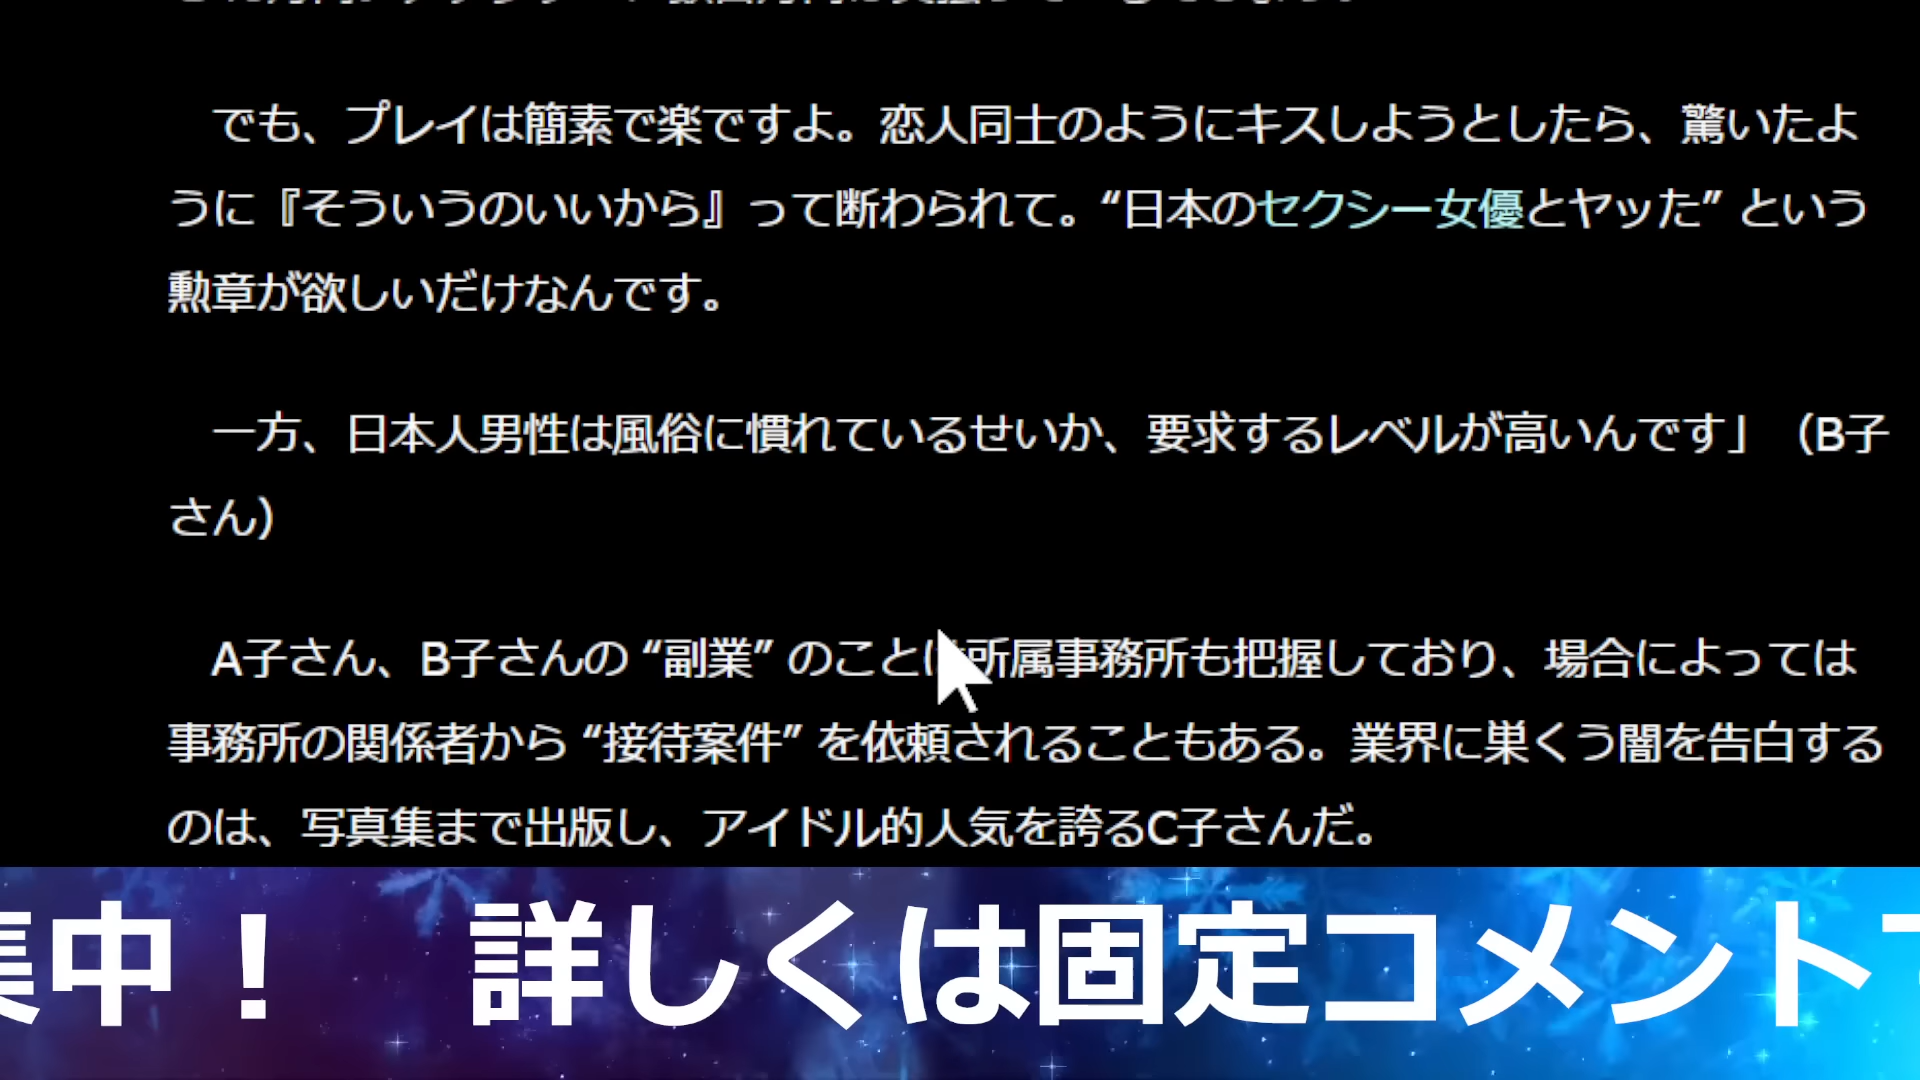 でも、プレイは簡素で楽ですよ。恋人同士のようにキスしようとしたら、驚いたよ
うに『そういうのいいから』って断わられて。“日本のセクシー女優とヤッた” という
勲章が欲しいだけなんです。
一方、日本人男性は風俗に慣れているせいか、要求するレベルが高いんです」（B子
さん）
A子さん、B子さんの “副業” のことは所属事務所も把握しており、場合によっては
事務所の関係者から “接待案件” を依頼されることもある。業界に巣くう闇を告白する
のは、写真集まで出版し、アイドル的人気を誇るC子さんだ。
集中！　詳しくは固定コメント